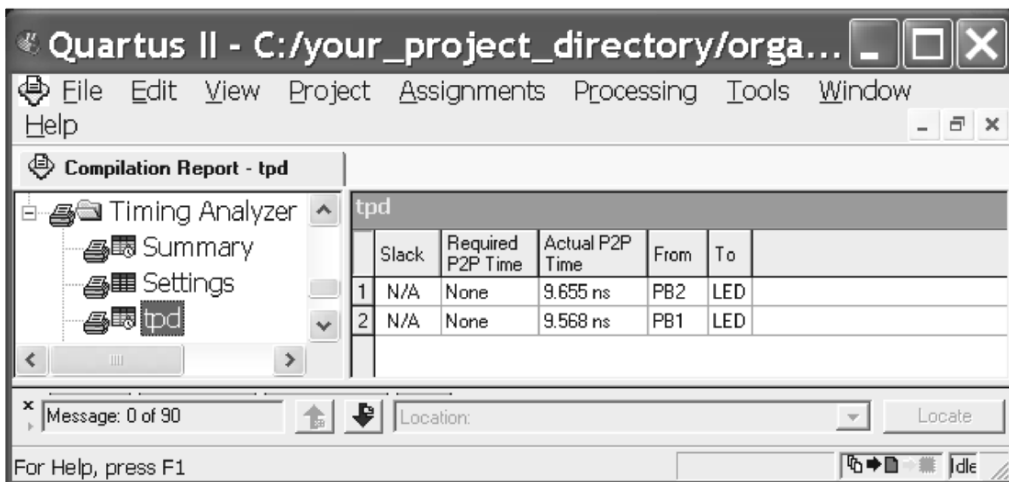 Quartus II - C:/your_project_directory/orga...
File Edit View Project Assignments Processing Tools Window
Help
Compilation Report - tpd
Timing Analyzer
Summary
Settings
tpd
tpd
Slack Required P2P Time Actual P2P Time From To
1 N/A None 9.655 ns PB2 LED
2 N/A None 9.568 ns PB1 LED
Message: 0 of 90 Location: Locate
For Help, press F1 Idle